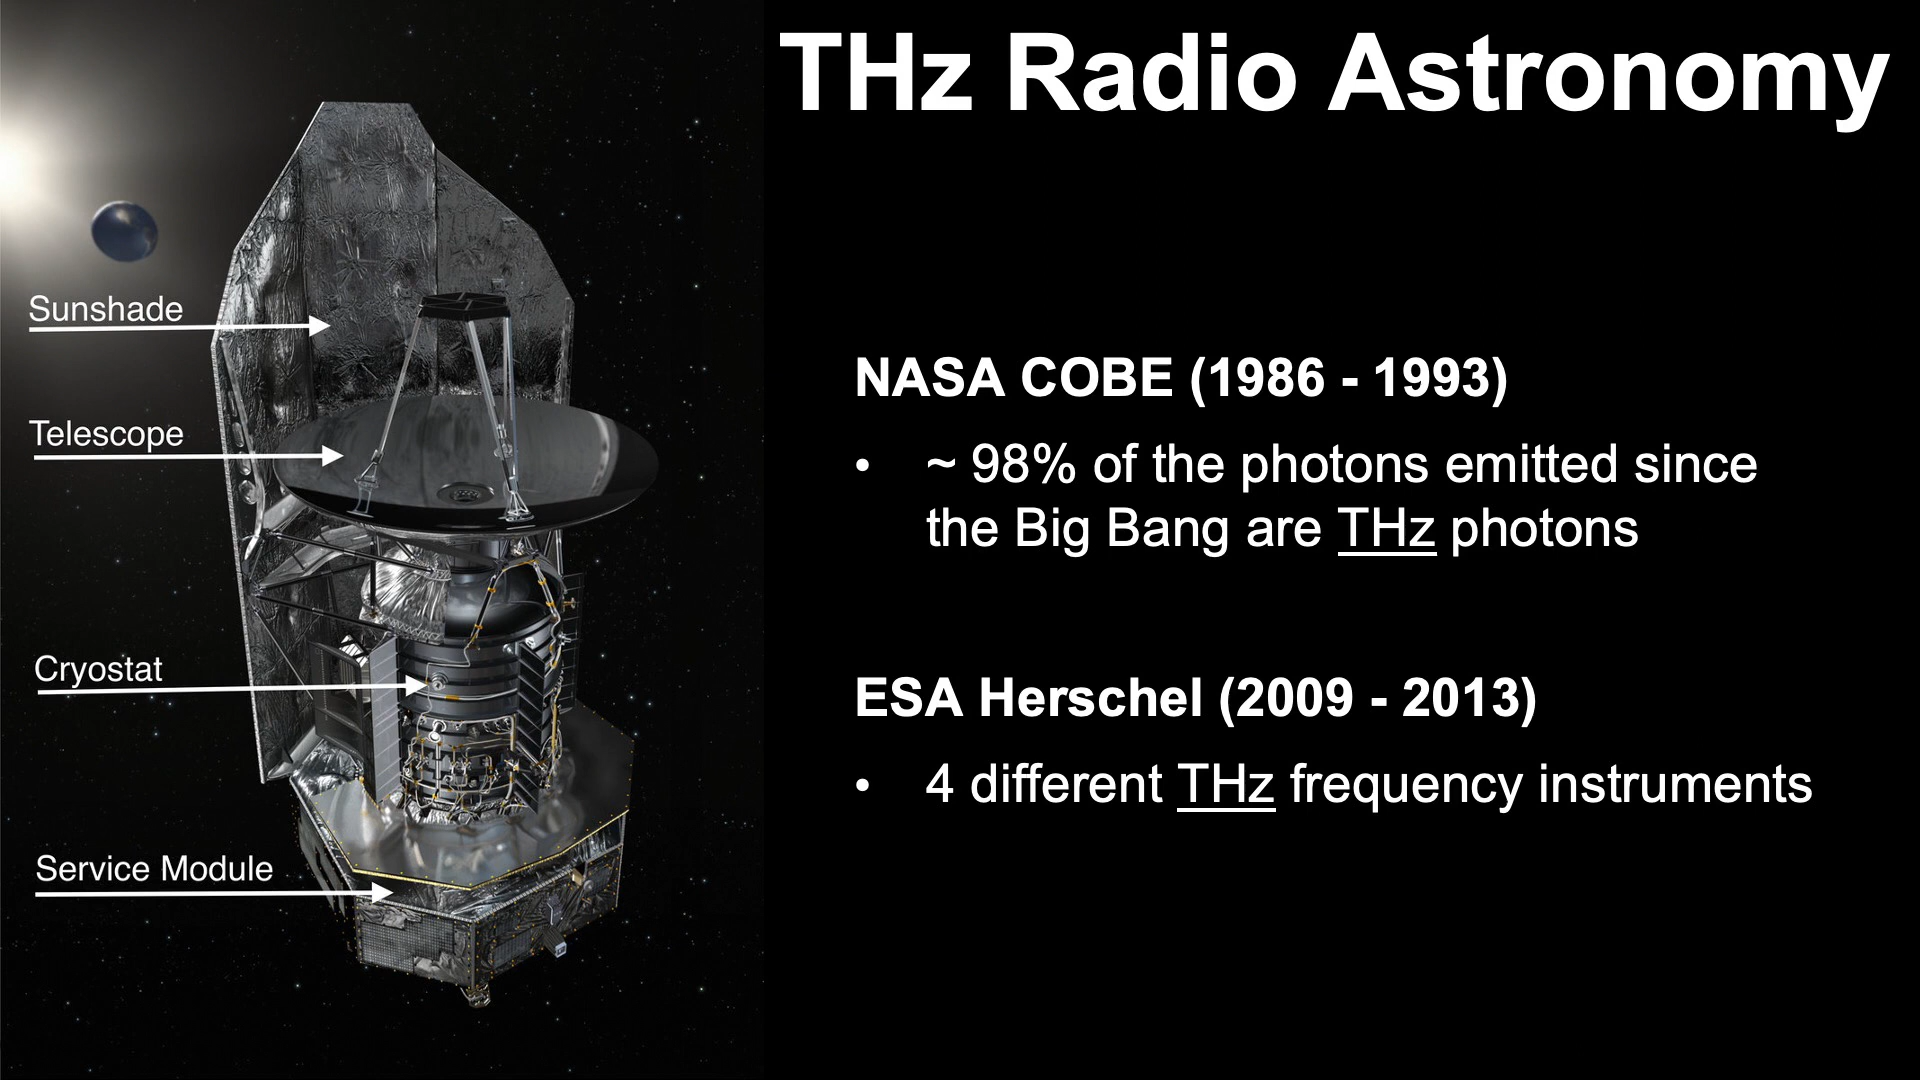 THz Radio Astronomy
Sunshade
Telescope
Cryostat
Service Module
NASA COBE (1986 - 1993)
• ~ 98% of the photons emitted since
the Big Bang are THz photons
ESA Herschel (2009 - 2013)
• 4 different THz frequency instruments